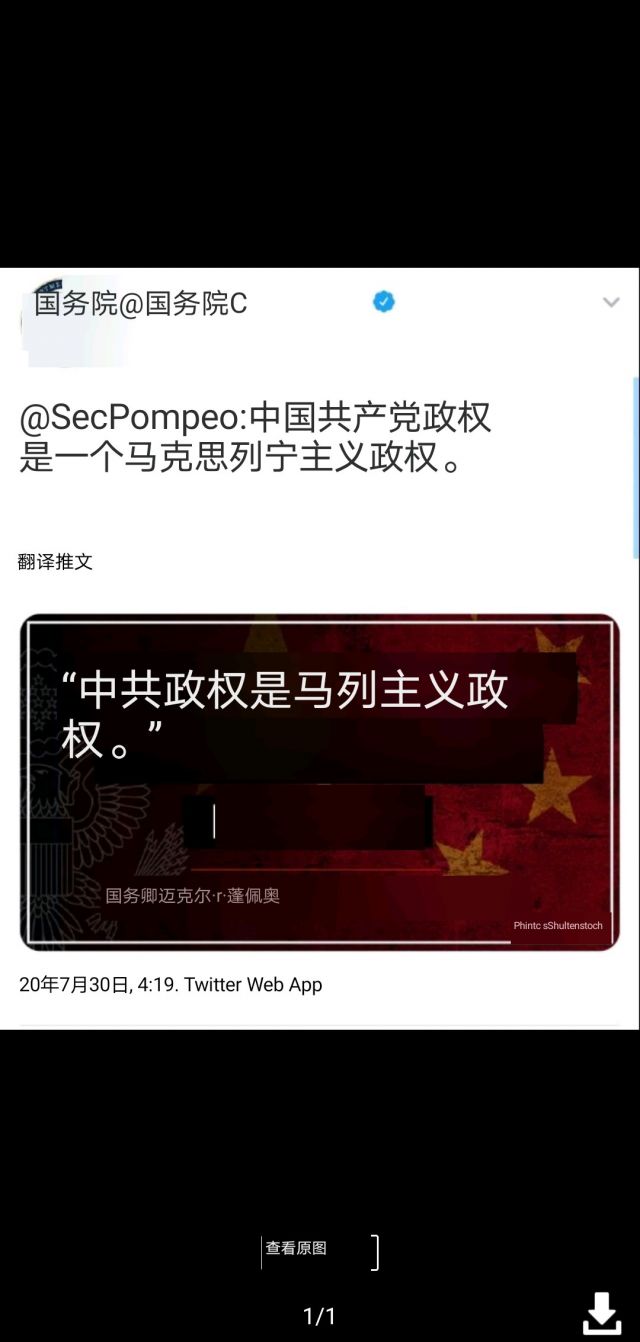 国务院@国务院C
@SecPompeo:中国共产党政权
是一个马克思列宁主义政权。
翻译推文
“中共政权是马列主义政
权。”
国务卿迈克尔·r·蓬佩奥
Phintc sShultenstoch
20年7月30日, 4:19. Twitter Web App
查看原图
1/1